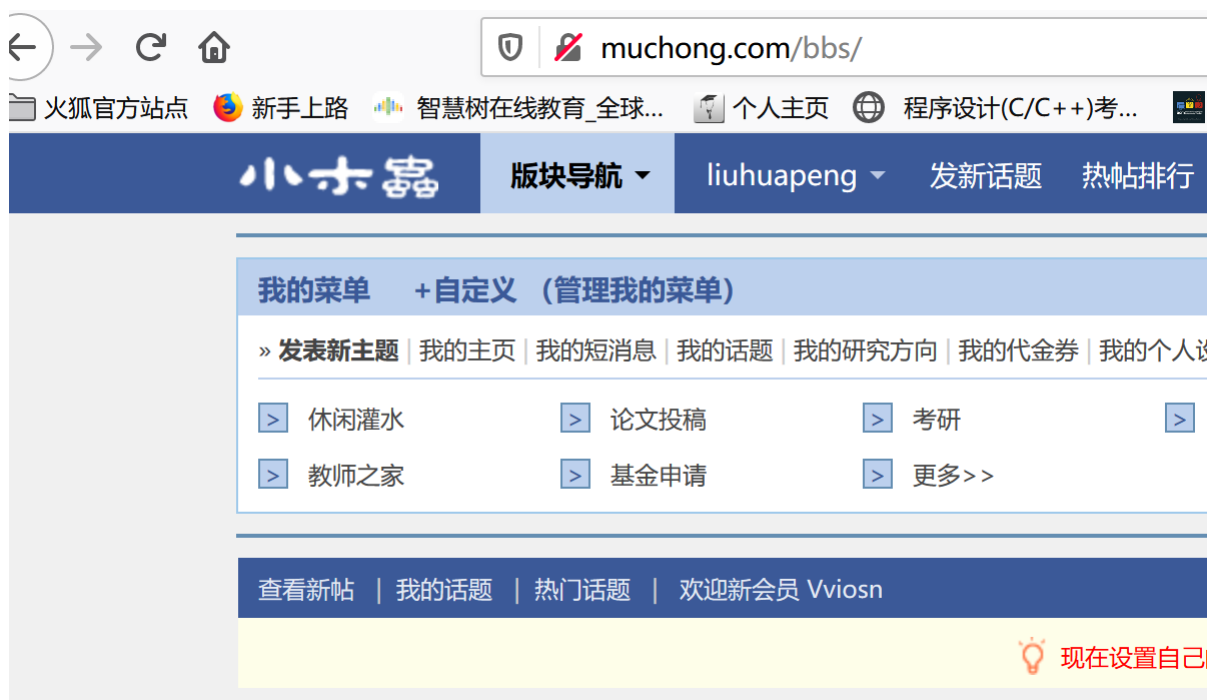 muchong.com/bbs/
火狐官方站点 新手上路 智慧树在线教育_全球... 个人主页 程序设计(C/C++)考...
小木蟲 版块导航 liuhuapeng 发新话题 热帖排行
我的菜单 +自定义 (管理我的菜单)
» 发表新主题 | 我的主页 | 我的短消息 | 我的话题 | 我的研究方向 | 我的代金券 | 我的个人设
> 休闲灌水 > 论文投稿 > 考研 >
> 教师之家 > 基金申请 > 更多>>
查看新帖 | 我的话题 | 热门话题 | 欢迎新会员 Vviosn
现在设置自己